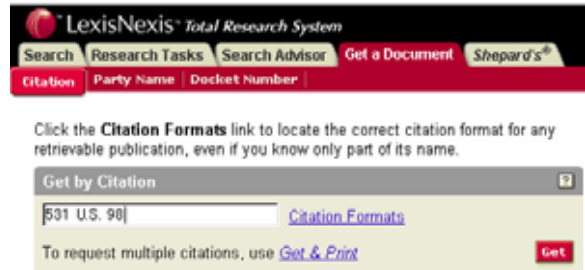 LexisNexis™ Total Research System
Search Research Tasks Search Advisor Get a Document Shepard's®
Citation Party Name Docket Number
Click the Citation Formats link to locate the correct citation format for any
retrievable publication, even if you know only part of its name.
Get by Citation ?
531 U.S. 98 Citation Formats
To request multiple citations, use Get & Print Get